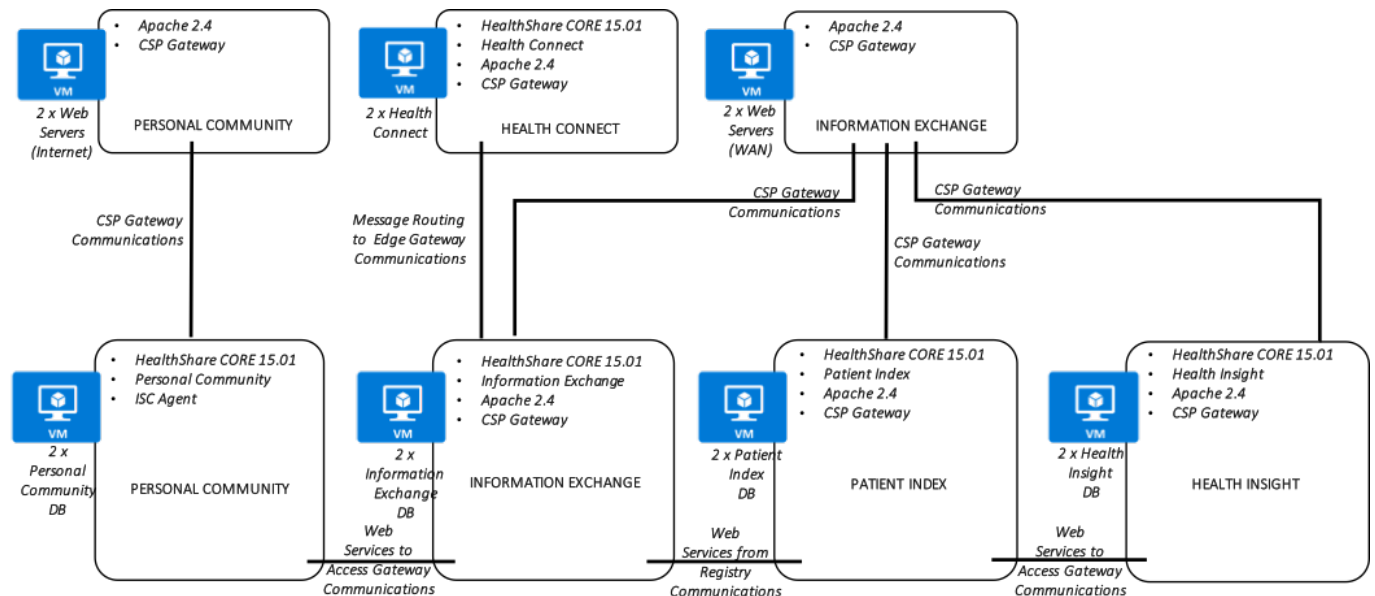 • Apache 2.4
• CSP Gateway
VM
2 x Web
Servers
(Internet)
PERSONAL COMMUNITY
• HealthShare CORE 15.01
• Health Connect
• Apache 2.4
• CSP Gateway
VM
2 x Health
Connect
HEALTH CONNECT
• Apache 2.4
• CSP Gateway
VM
2 x Web
Servers
(WAN)
INFORMATION EXCHANGE
CSP Gateway
Communications
Message Routing
to Edge Gateway
Communications
CSP Gateway
Communications
CSP Gateway
Communications
CSP Gateway
Communications
• HealthShare CORE 15.01
• Personal Community
• ISC Agent
VM
2 x
Personal
Community
DB
PERSONAL COMMUNITY
• HealthShare CORE 15.01
• Information Exchange
• Apache 2.4
• CSP Gateway
VM
2 x
Information
Exchange
DB
INFORMATION EXCHANGE
• HealthShare CORE 15.01
• Patient Index
• Apache 2.4
• CSP Gateway
VM
2 x Patient
Index
DB
PATIENT INDEX
• HealthShare CORE 15.01
• Health Insight
• Apache 2.4
• CSP Gateway
VM
2 x Health
Insight
DB
HEALTH INSIGHT
Web
Services to
Access Gateway
Communications
Web
Services from
Registry
Communications
Web
Services to
Access Gateway
Communications